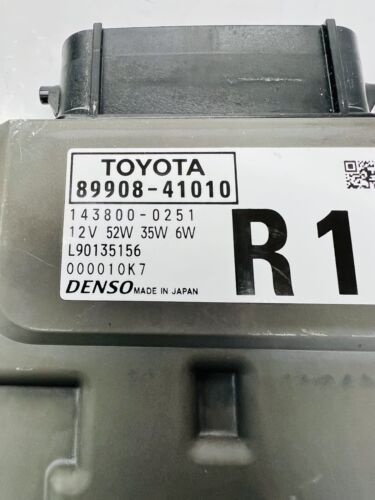 TOYOTA
89908-41010
143800-0251
12V 52W 35W 6W
L90135156
000010K7
DENSO MADE IN JAPAN
R1